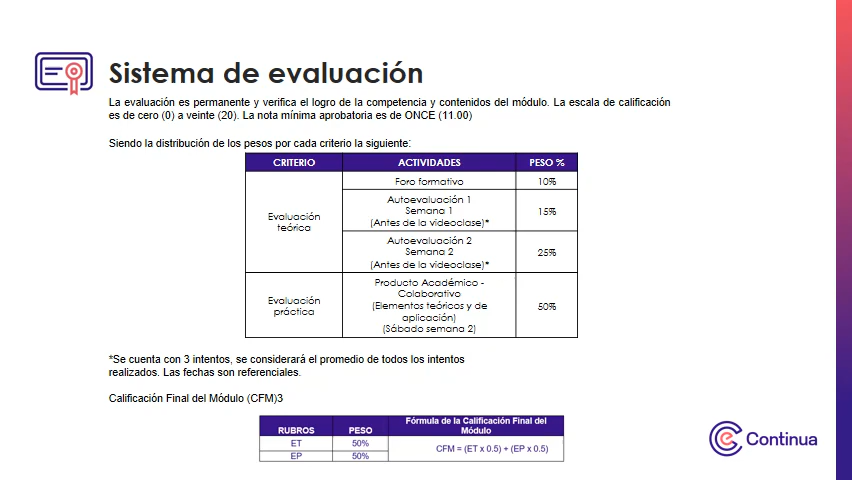 Sistema de evaluación
La evaluación es permanente y verifica el logro de la competencia y contenidos del módulo. La escala de calificación
es de cero (0) a veinte (20). La nota mínima aprobatoria es de ONCE (11.00)
Siendo la distribución de los pesos por cada criterio la siguiente:
CRITERIO ACTIVIDADES PESO %
Evaluación
teórica
Foro formativo 10%
Autoevaluación 1
Semana 1
(Antes de la videoclase)*
15%
Autoevaluación 2
Semana 2
(Antes de la videoclase)*
25%
Evaluación
práctica
Producto Académico -
Colaborativo
(Elementos teóricos y de
aplicación)
(Sábado semana 2)
50%
*Se cuenta con 3 intentos, se considerará el promedio de todos los intentos
realizados. Las fechas son referenciales.
Calificación Final del Módulo (CFM)3
RUBROS PESO Fórmula de la Calificación Final del
Módulo
ET 50%
EP 50%
CFM = (ET x 0.5) + (EP x 0.5)
e Continua